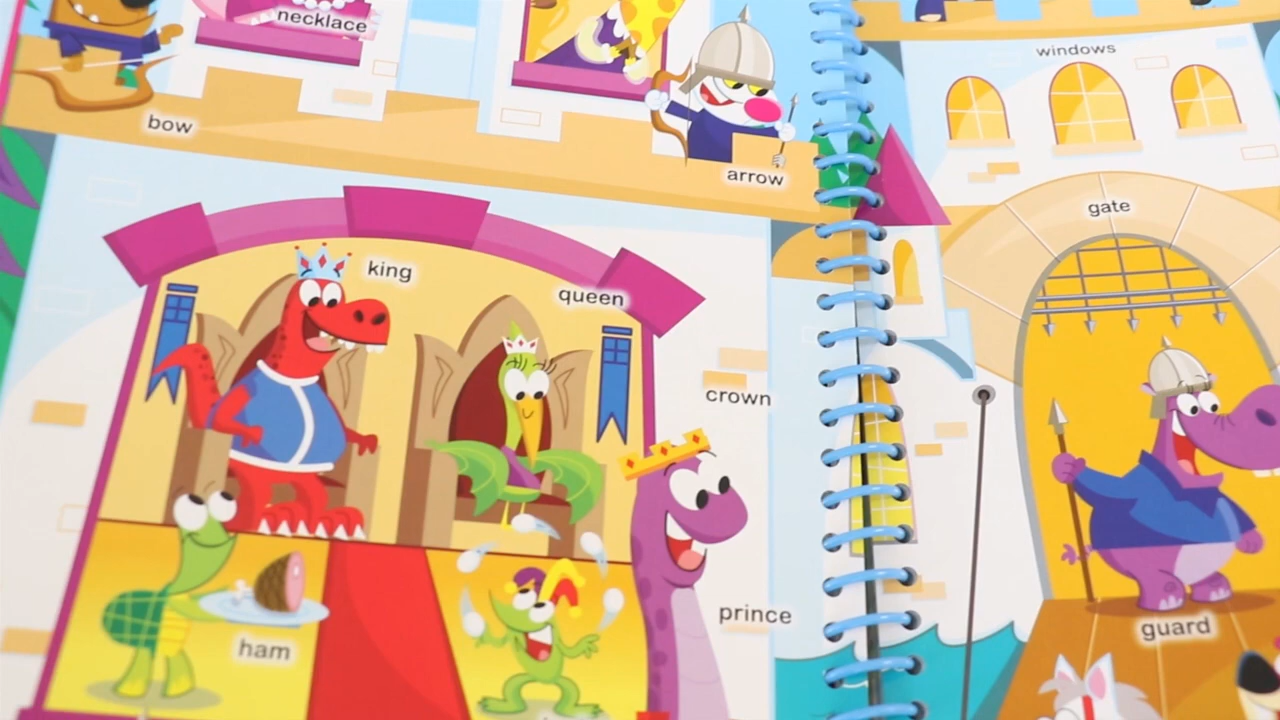 necklace
bow
arrow
king
queen
crown
prince
ham
windows
gate
guard